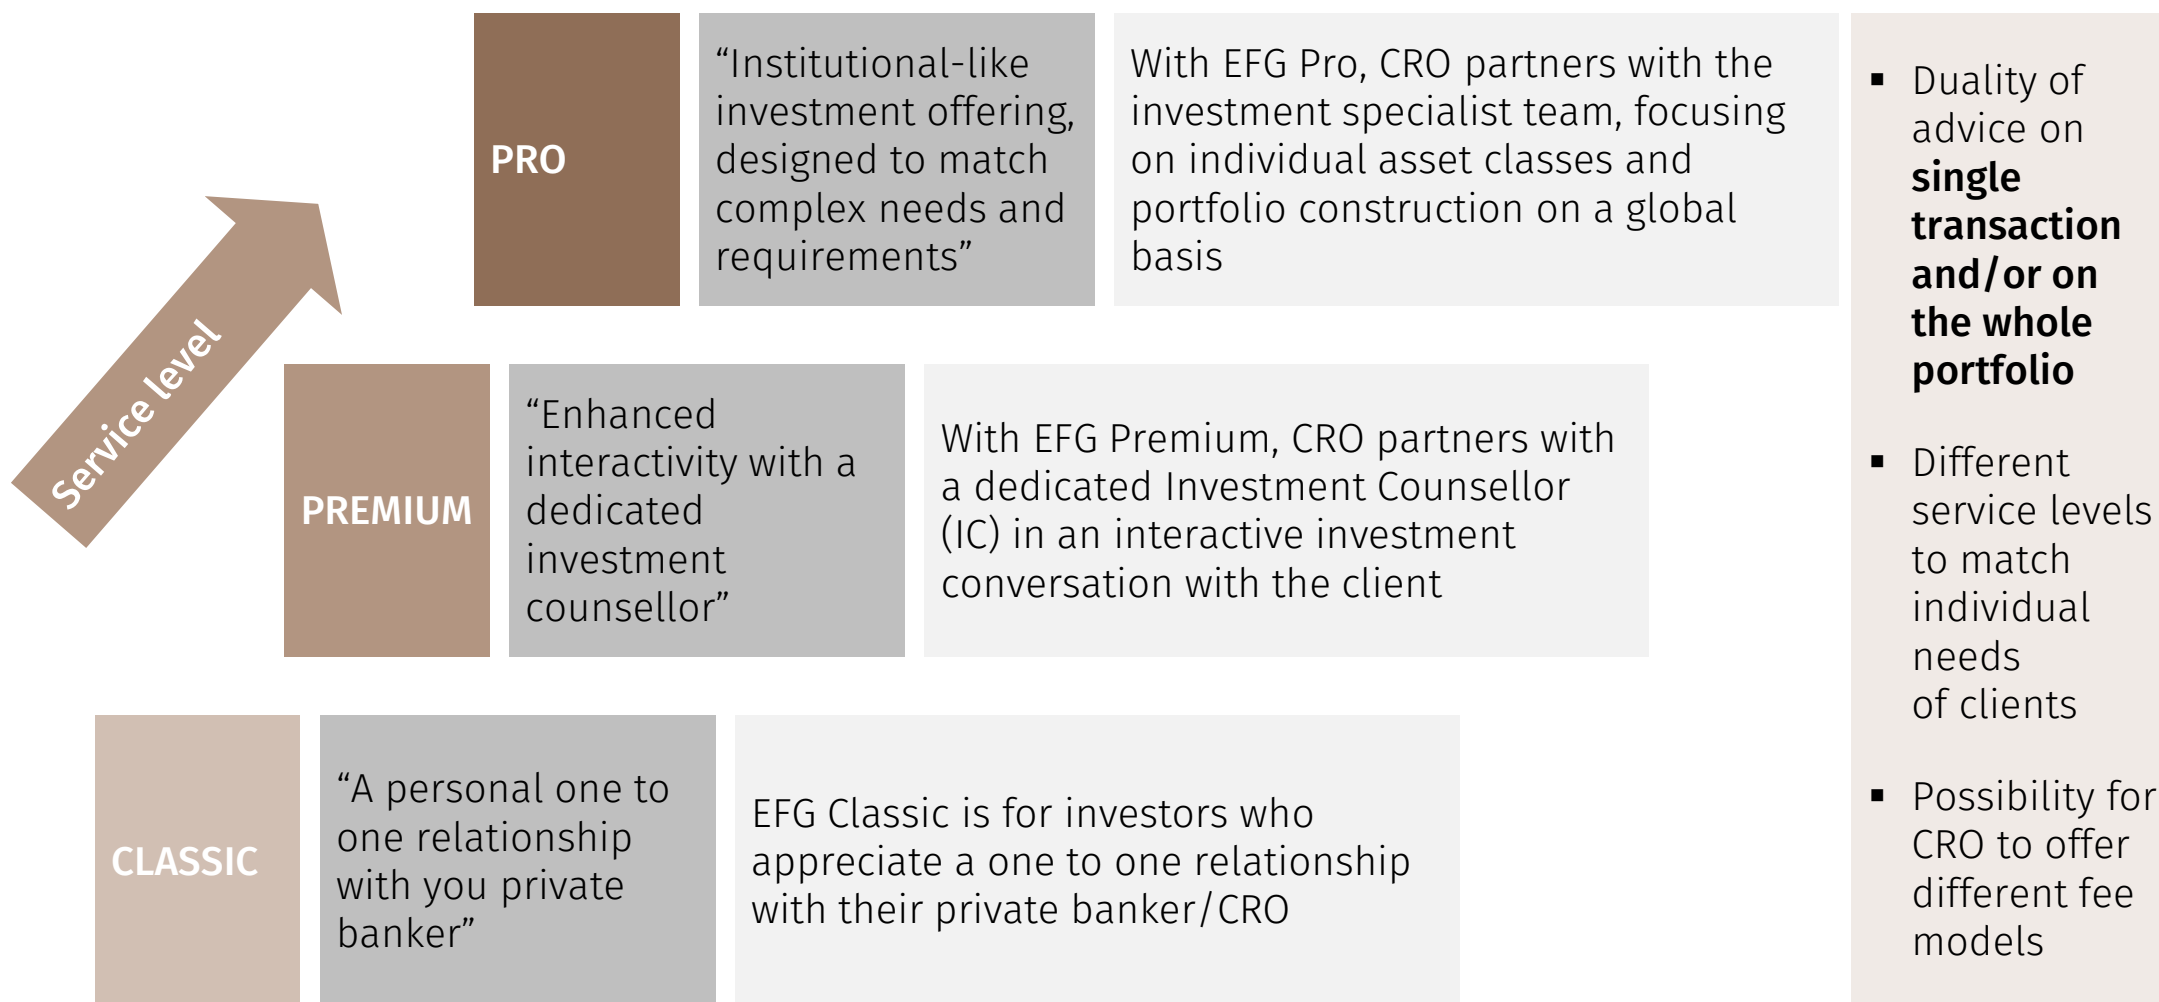 PRO
“Institutional-like
investment offering,
designed to match
complex needs and
requirements”
With EFG Pro, CRO partners with the
investment specialist team, focusing
on individual asset classes and
portfolio construction on a global
basis
Service level
PREMIUM
“Enhanced
interactivity with a
dedicated
investment
counsellor”
With EFG Premium, CRO partners with
a dedicated Investment Counsellor
(IC) in an interactive investment
conversation with the client
CLASSIC
“A personal one to
one relationship
with you private
banker”
EFG Classic is for investors who
appreciate a one to one relationship
with their private banker/CRO
▪ Duality of
advice on
single
transaction
and/or on
the whole
portfolio
▪ Different
service levels
to match
individual
needs
of clients
▪ Possibility for
CRO to offer
different fee
models